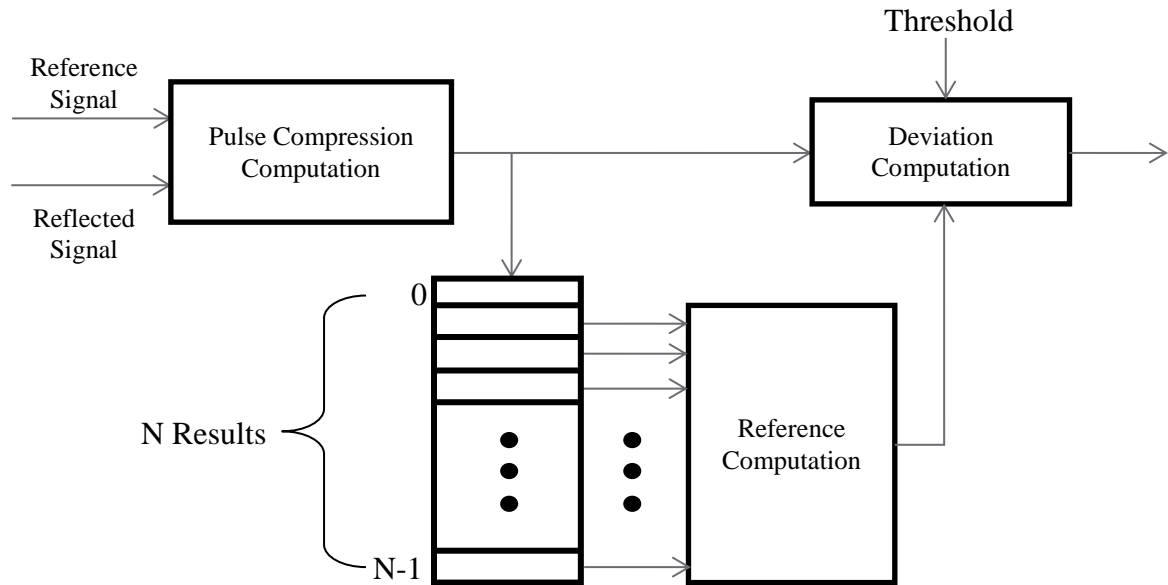 Threshold
Reference
Signal
Pulse Compression
Computation
Deviation
Computation
Reflected
Signal
0
N Results
Reference
Computation
N-1